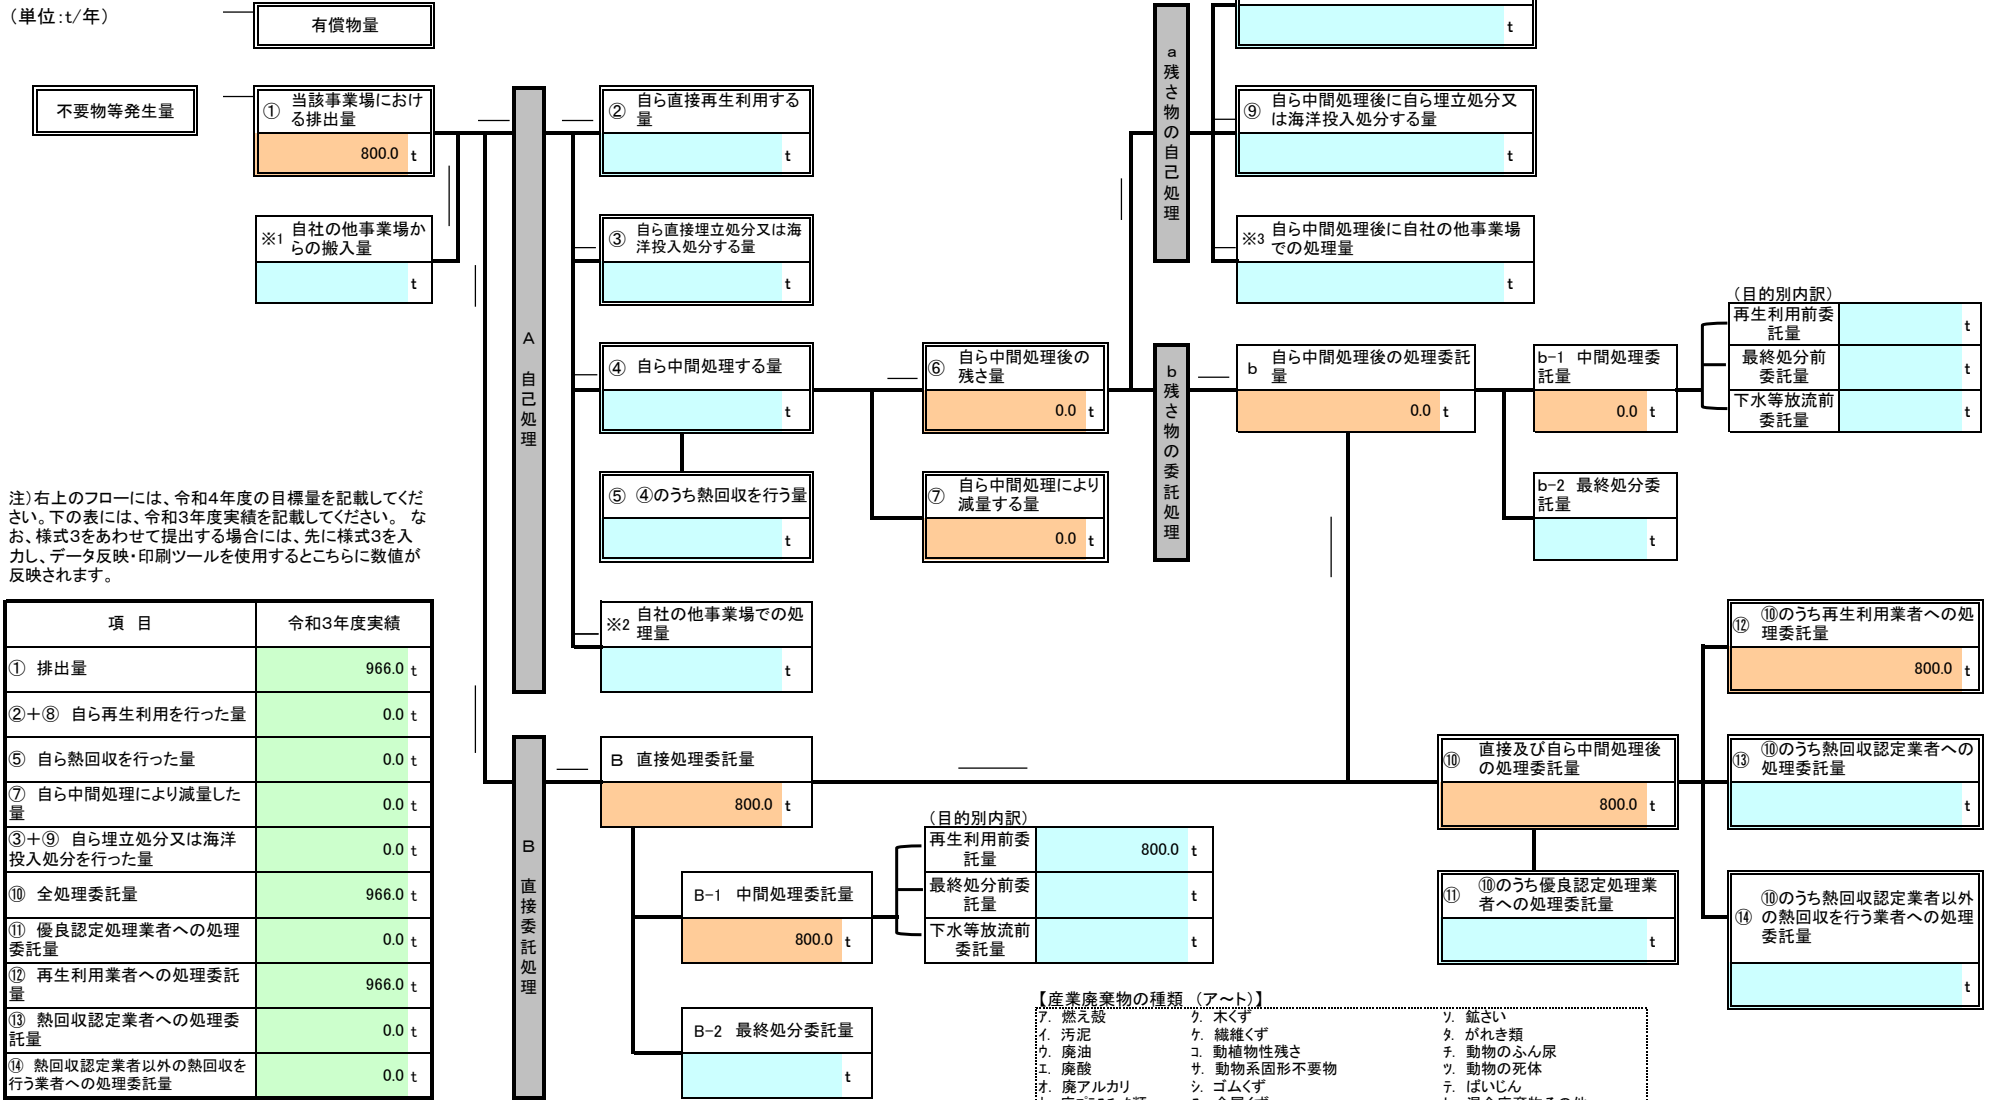 (単位:t/年)
有償物量
不要物等発生量
① 当該事業場におけ
る排出量
800.0 t
※1 自社の他事業場か
らの搬入量
t
A 自己処理
② 自ら直接再生利用する
量
t
③ 自ら直接埋立処分又は海
洋投入処分する量
t
④ 自ら中間処理する量
t
⑤ ④のうち熱回収を行う量
t
※2 自社の他事業場での処
理量
t
⑥ 自ら中間処理後の
残さ量
0.0 t
⑦ 自ら中間処理により
減量する量
0.0 t
a 残さ物の自己処理
t
⑨ 自ら中間処理後に自ら埋立処分又
は海洋投入処分する量
t
※3 自ら中間処理後に自社の他事業場
での処理量
t
b 残さ物の委託処理
b 自ら中間処理後の処理委託
量
0.0 t
b-1 中間処理委
託量
0.0 t
b-2 最終処分委
託量
t
(目的別内訳)
再生利用前委
託量
t
最終処分前
委託量
t
下水等放流前
委託量
t
注)右上のフローには、令和4年度の目標量を記載してくだ
さい。下の表には、令和3年度実績を記載してください。 な
お、様式3をあわせて提出する場合には、先に様式3を入
力し、データ反映・印刷ツールを使用するとこちらに数値が
反映されます。
項 目 令和3年度実績
① 排出量 966.0 t
②+⑧ 自ら再生利用を行った量 0.0 t
⑤ 自ら熱回収を行った量 0.0 t
⑦ 自ら中間処理により減量した
量 0.0 t
③+⑨ 自ら埋立処分又は海洋
投入処分を行った量 0.0 t
⑩ 全処理委託量 966.0 t
⑪ 優良認定処理業者への処理
委託量 0.0 t
⑫ 再生利用業者への処理委託
量 966.0 t
⑬ 熱回収認定業者への処理委
託量 0.0 t
⑭ 熱回収認定業者以外の熱回収を
行う業者への処理委託量 0.0 t
B 直接委託処理
B 直接処理委託量
800.0 t
B-1 中間処理委託量
800.0 t
B-2 最終処分委託量
t
(目的別内訳)
再生利用前委
託量
800.0 t
最終処分前委
託量
t
下水等放流前
委託量
t
⑩ 直接及び自ら中間処理後
の処理委託量
800.0 t
⑪ ⑩のうち優良認定処理業
者への処理委託量
t
⑫ ⑩のうち再生利用業者への処
理委託量
800.0 t
⑬ ⑩のうち熱回収認定業者への
処理委託量
t
⑭ ⑩のうち熱回収認定業者以外
の熱回収を行う業者への処理
委託量
t
【産業廃棄物の種類 (ア~ト)】
ア. 燃え殻 ク. 木くず ソ. 鉱さい
イ. 汚泥 ケ. 繊維くず タ. がれき類
ウ. 廃油 コ. 動植物性残さ チ. 動物のふん尿
エ. 廃酸 サ. 動物系固形不要物 ツ. 動物の死体
オ. 廃アルカリ シ. ゴムくず テ. ばいじん